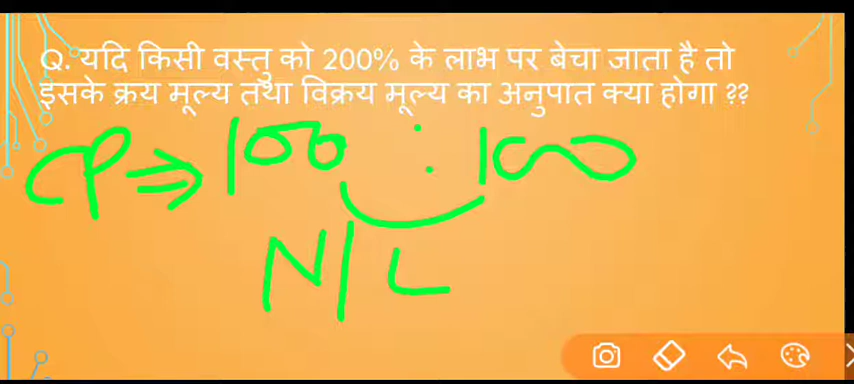 Q. यदि किसी वस्तु को 200% के लाभ पर बेचा जाता है तो
इसके क्रय मूल्य तथा विक्रय मूल्य का अनुपात क्या होगा ??
CP ⇒ 100 : 100
N/L